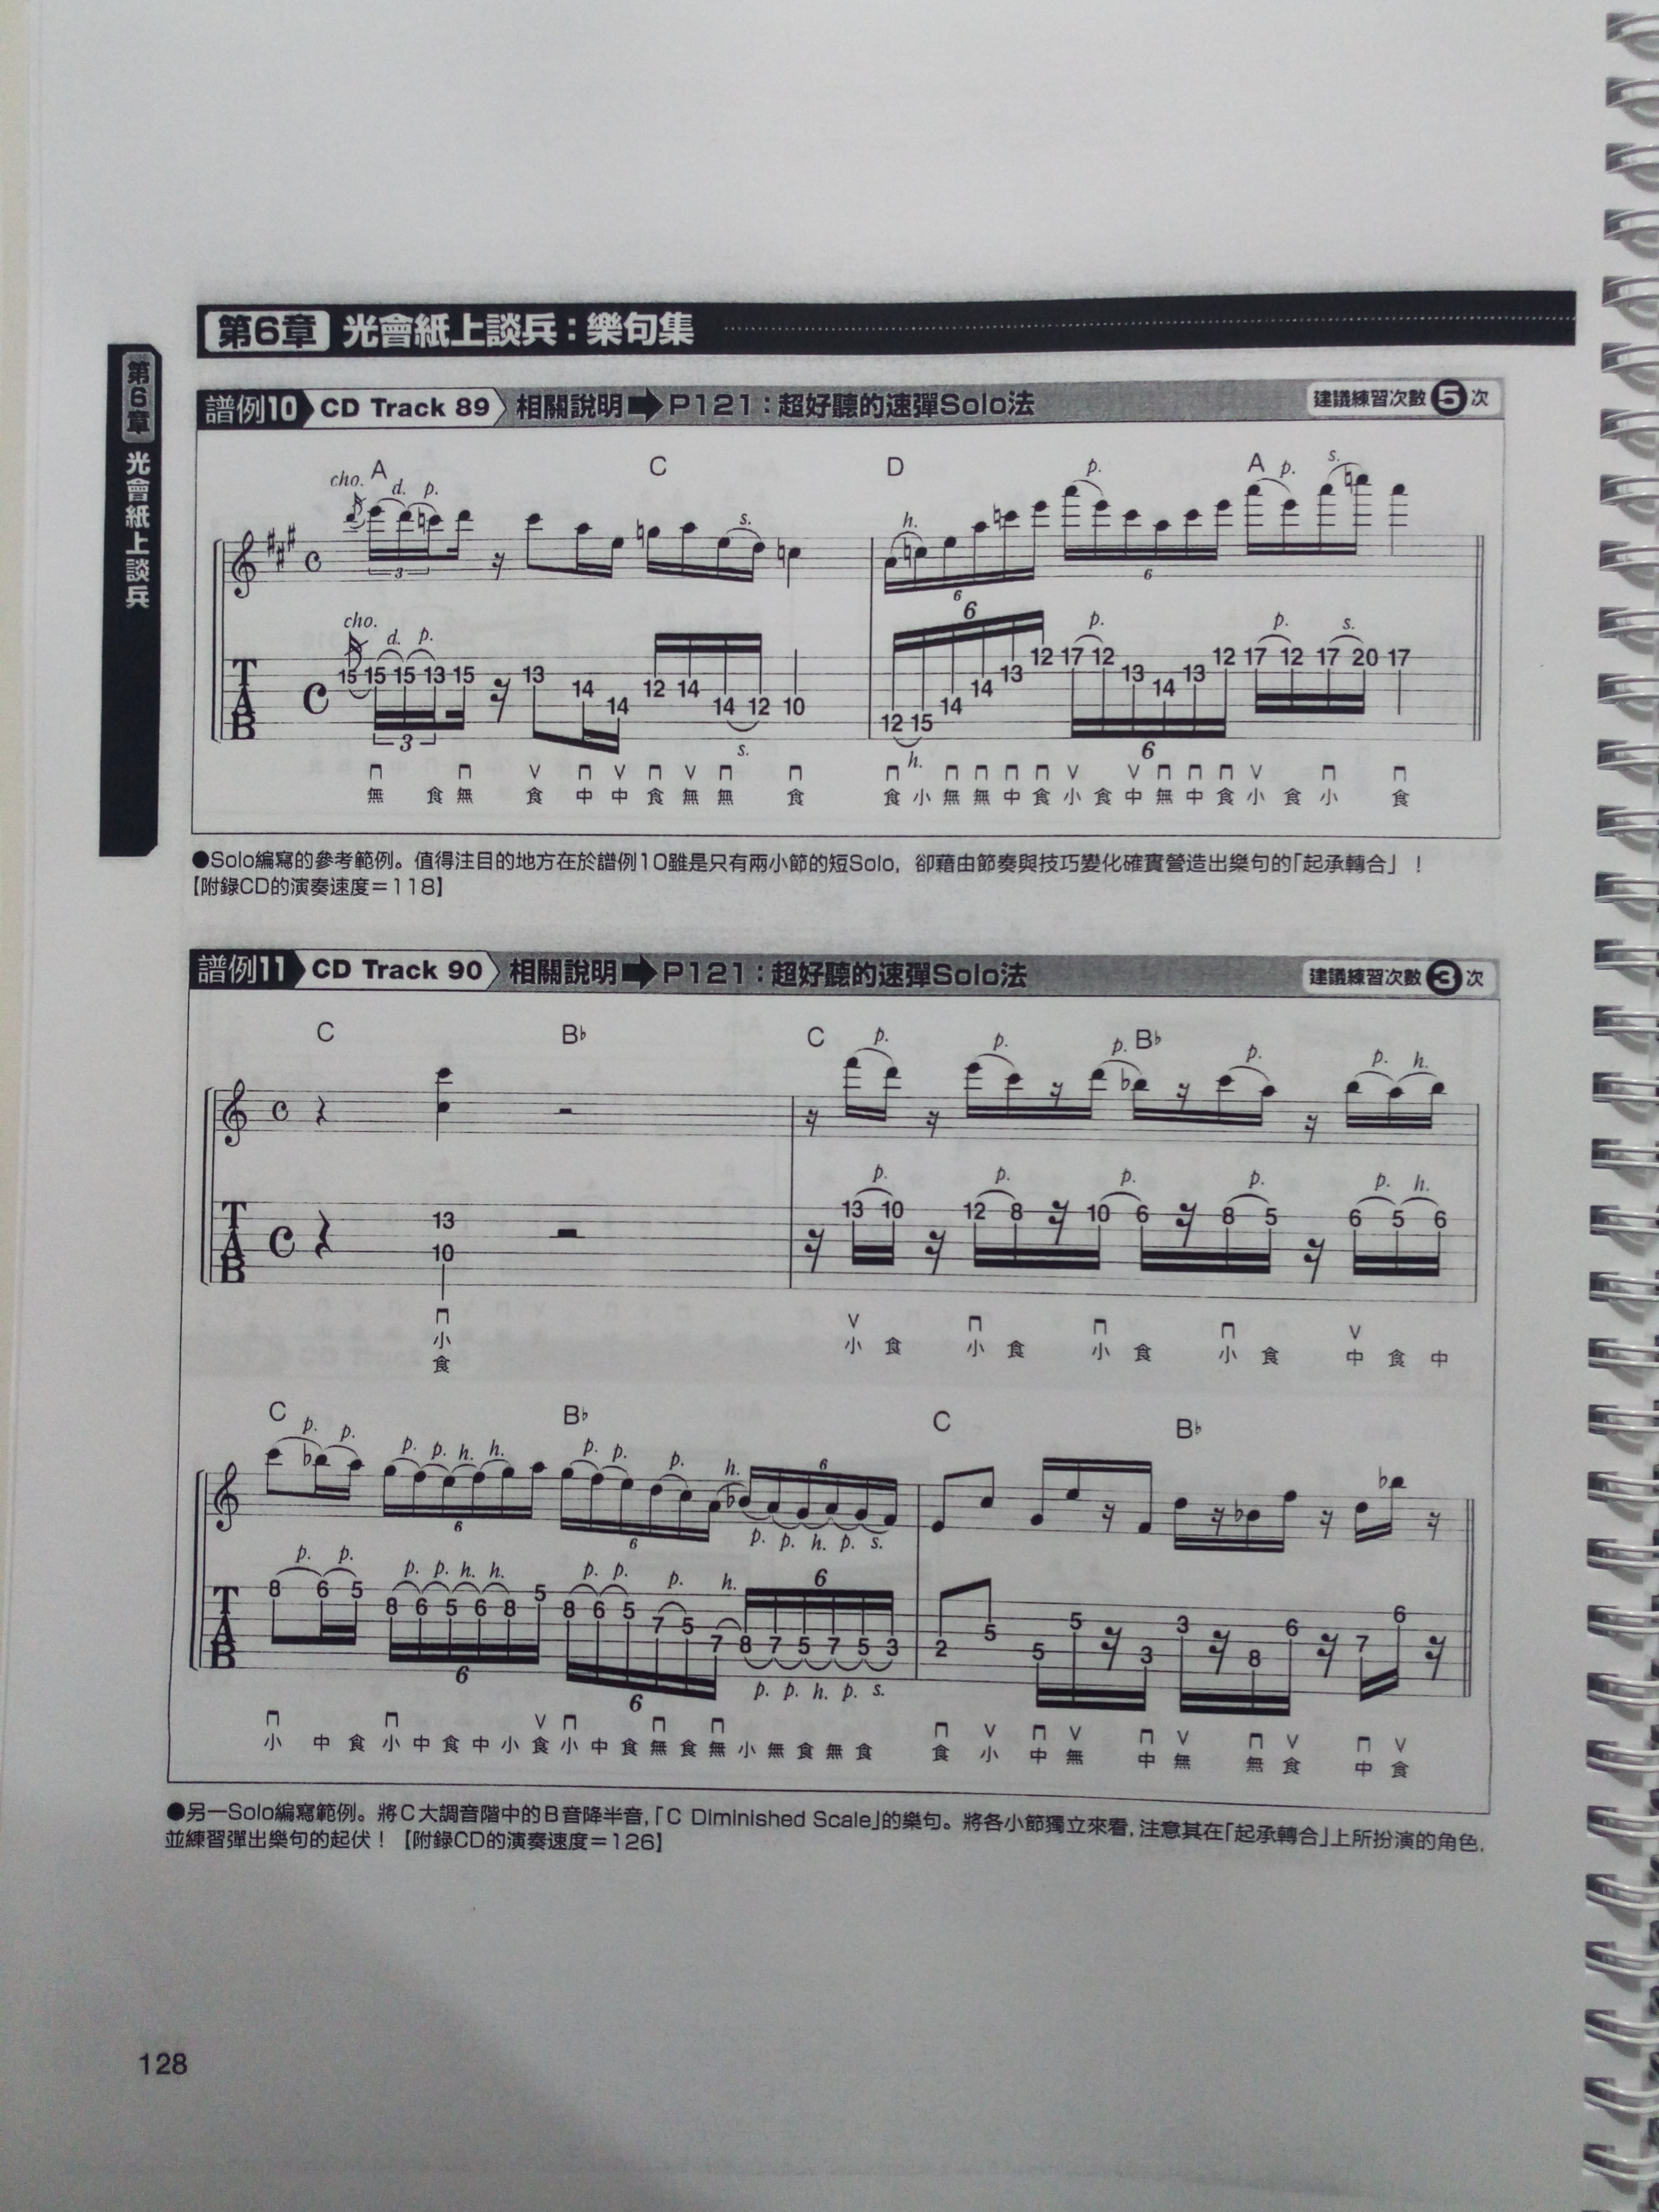 第6章 光會紙上談兵：樂句集
第6章 光會紙上談兵
譜例10 CD Track 89 相關說明➡P121：超好聽的速彈Solo法 建議練習次數5次
cho. A d. p. C s. D h. p. A p. s.
3 6 6
cho. d. p. 6 p. p. s.
T A B C 15 15 15 13 15 13 14 14 12 14 14 12 10 12 15 14 14 13 12 17 12 13 14 13 12 17 12 17 20 17
3 s. h. 6
無 食 無 食 中 中 食 無 無 食 食 小 無 無 中 食 小 食 中 無 中 食 小 食 小 食
●Solo編寫的參考範例。值得注目的地方在於譜例10雖是只有兩小節的短Solo，卻藉由節奏與技巧變化確實營造出樂句的「起承轉合」！
【附錄CD的演奏速度＝118】
譜例11 CD Track 90 相關說明➡P121：超好聽的速彈Solo法 建議練習次數3次
C B♭ C p. p. p. B♭ p. p. h.
p. p. p. p. p. h.
T A B C 13 10 13 10 12 8 10 6 8 5 6 5 6
小 食 小 食 小 食 小 食 小 食 中 食 中
C p. p. p. p. h. h. B♭ p. p. p. h. 6 C B♭
6 6 p. p. h. p. s.
p. p. p. p. h. h. p. p. p. h. 6
T A B 8 6 5 8 6 5 6 8 5 8 6 5 7 5 7 8 7 5 7 5 3 2 5 5 5 3 3 8 6 7 6
6 6 p. p. h. p. s.
小 中 食 小 中 食 中 小 食 小 中 食 無 食 無 小 無 食 無 食 食 小 中 無 中 無 無 食 中 食
●另一Solo編寫範例。將C大調音階中的B音降半音，「C Diminished Scale」的樂句。將各小節獨立來看，注意其在「起承轉合」上所扮演的角色，
並練習彈出樂句的起伏！【附錄CD的演奏速度＝126】
128